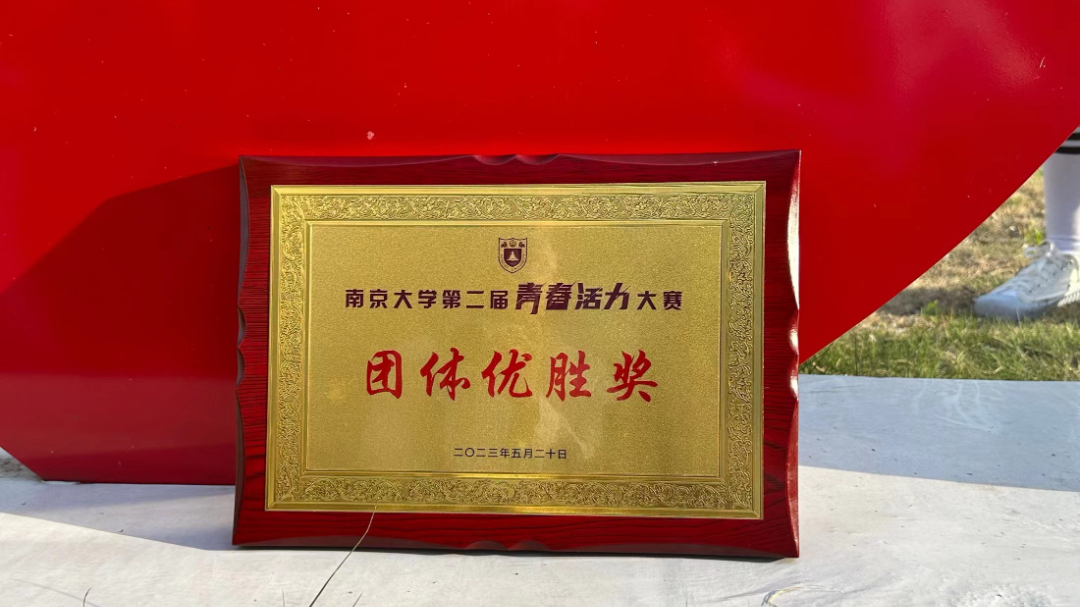 南京大学第二届青春活力大赛
团体优胜奖
二〇二三年五月二十日